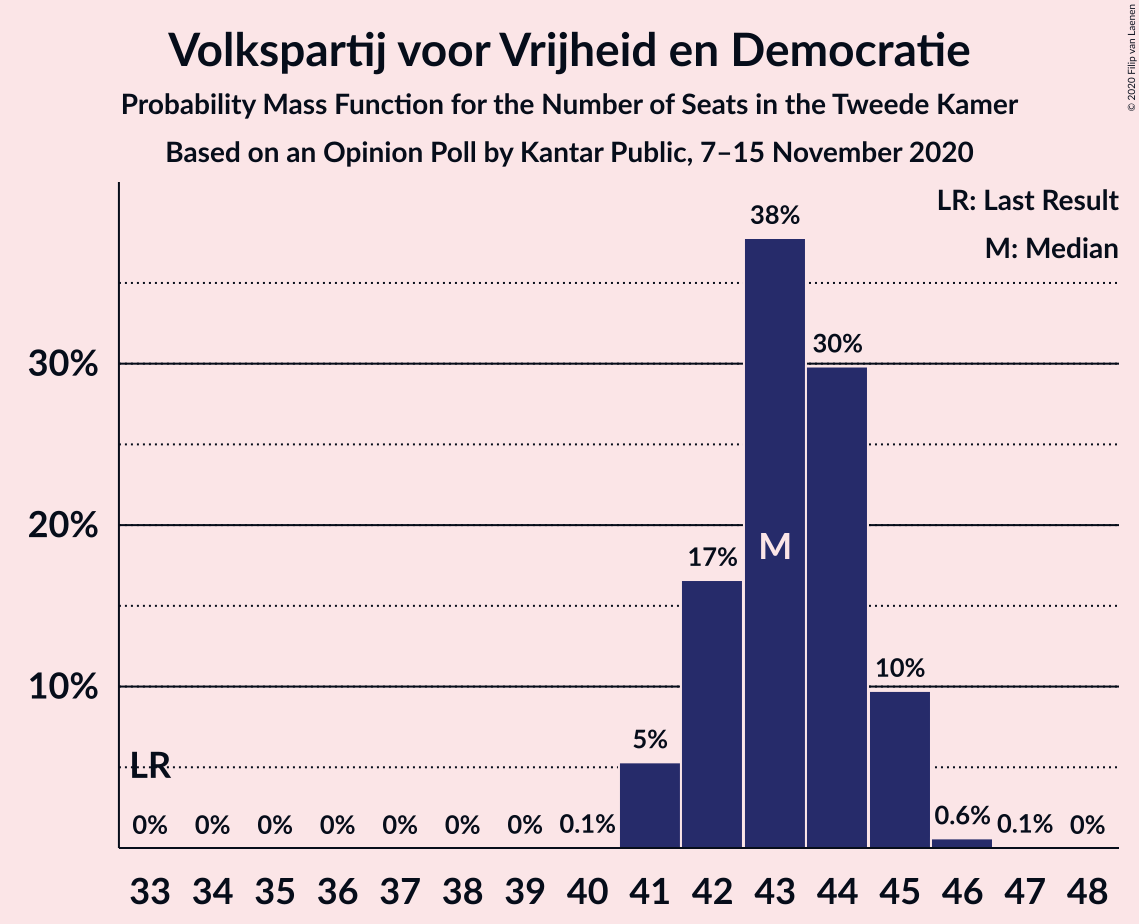 Volkspartij voor Vrijheid en Democratie
Probability Mass Function for the Number of Seats in the Tweede Kamer
Based on an Opinion Poll by Kantar Public, 7–15 November 2020
© 2020 Filip van Laenen
LR: Last Result
M: Median
38%
30%
30%
20%
17%
M
10%
10%
5%
LR
0% 0% 0% 0% 0% 0% 0% 0.1% 0.6% 0.1% 0%
33 34 35 36 37 38 39 40 41 42 43 44 45 46 47 48